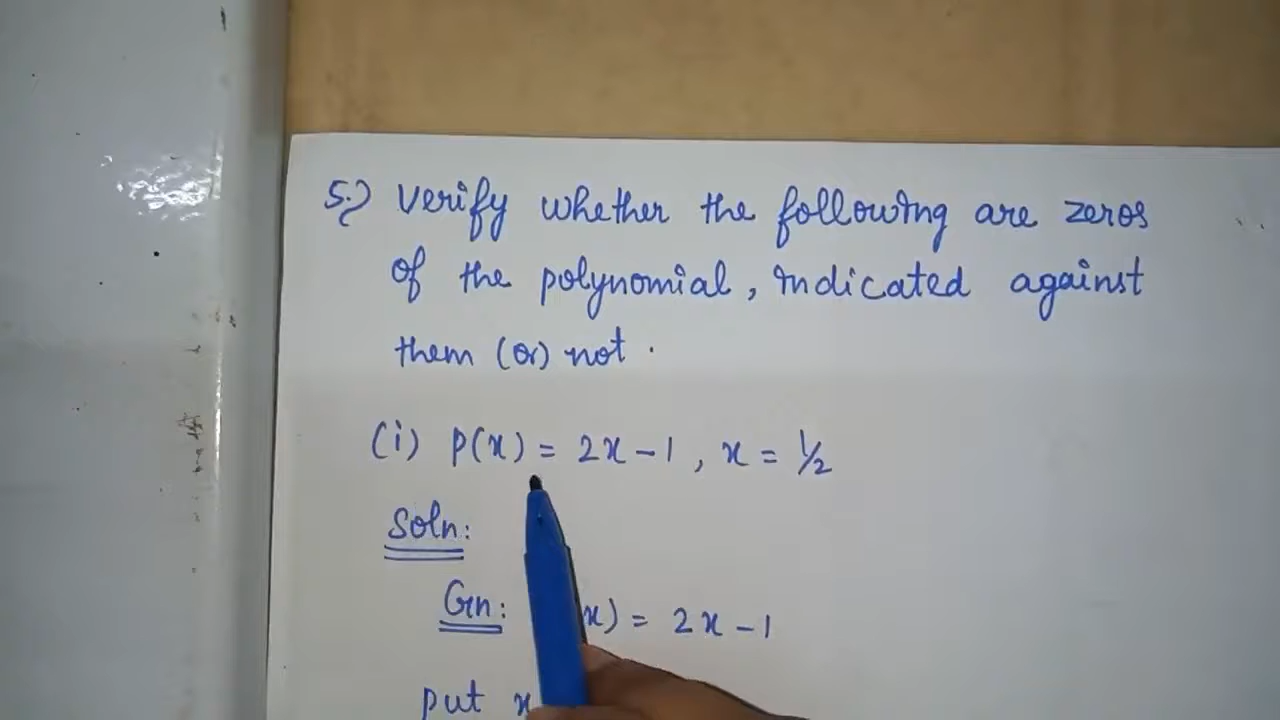 5.) Verify whether the following are zeros
of the polynomial, indicated against
them (or) not.
(i) P(x) = 2x-1, x = 1/2
Soln:
Gn: x) = 2x-1
put x